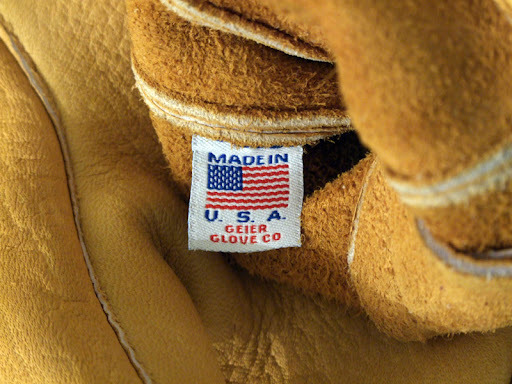 MADE IN
U. S. A.
GEIER
GLOVE CO